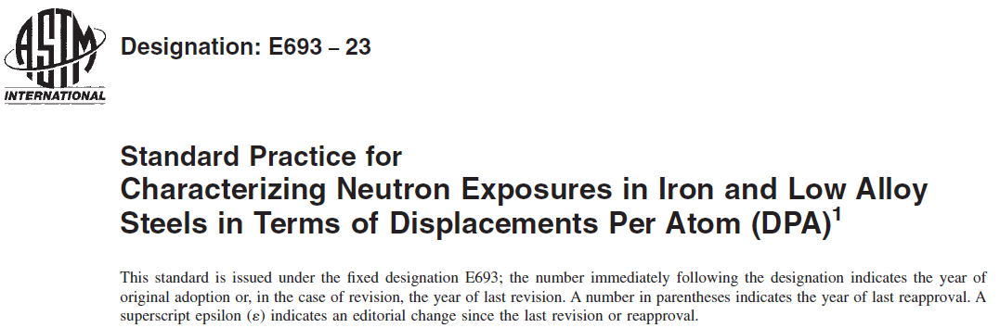 ASTM
INTERNATIONAL
Designation: E693 – 23
Standard Practice for
Characterizing Neutron Exposures in Iron and Low Alloy
Steels in Terms of Displacements Per Atom (DPA)¹
This standard is issued under the fixed designation E693; the number immediately following the designation indicates the year of
original adoption or, in the case of revision, the year of last revision. A number in parentheses indicates the year of last reapproval. A
superscript epsilon (ε) indicates an editorial change since the last revision or reapproval.